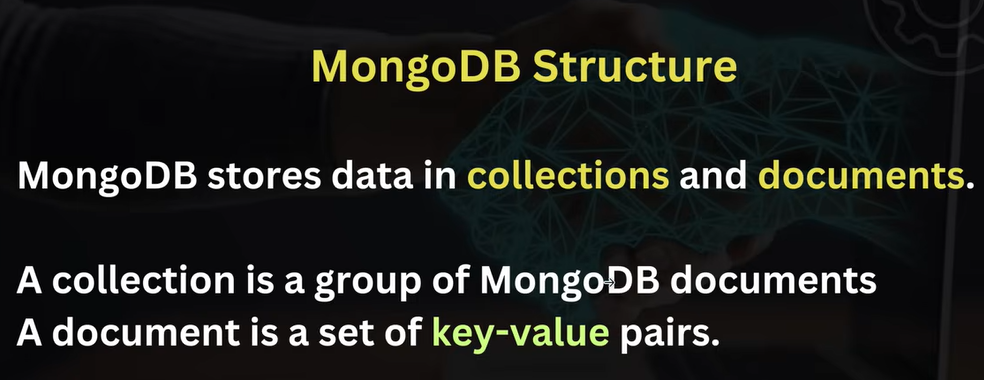 MongoDB Structure
MongoDB stores data in collections and documents.
A collection is a group of MongoDB documents
A document is a set of key-value pairs.